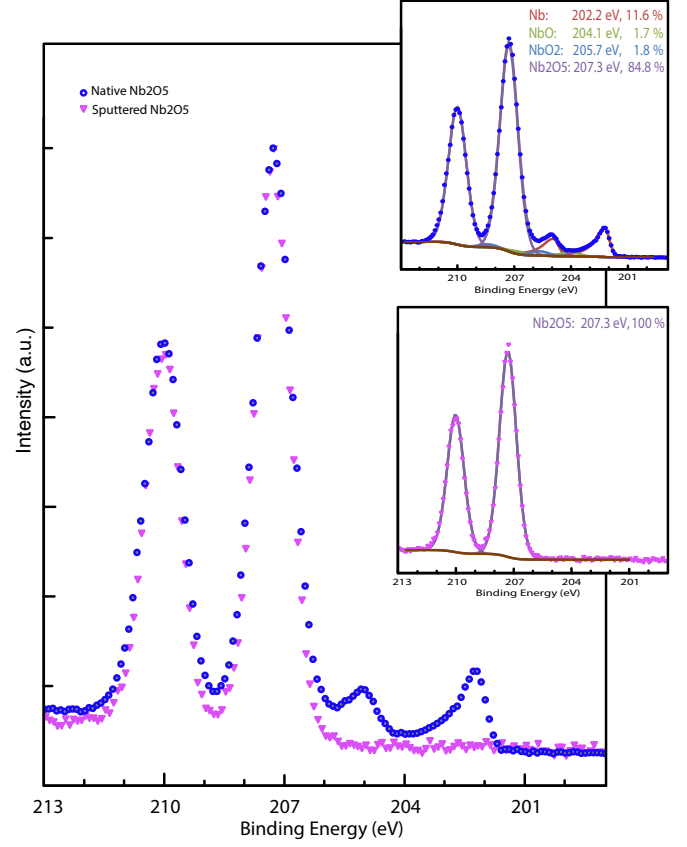 Nb: 202.2 eV, 11.6 %
NbO: 204.1 eV, 1.7 %
NbO2: 205.7 eV, 1.8 %
Nb2O5: 207.3 eV, 84.8 %
210 207 204 201
Binding Energy (eV)
Native Nb2O5
Sputtered Nb2O5
Nb2O5: 207.3 eV, 100 %
213 210 207 204 201
Binding Energy (eV)
Intensity (a.u.)
213 210 207 204 201
Binding Energy (eV)